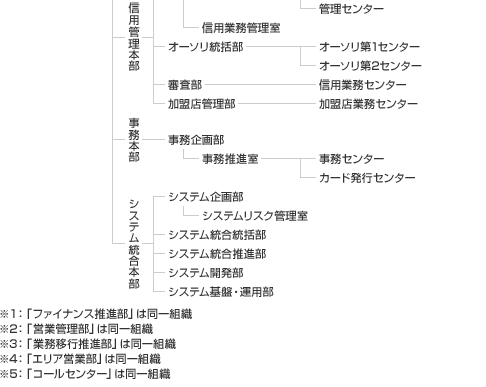 信用管理本部
管理センター
信用業務管理室
オーソリ統括部
オーソリ第1センター
オーソリ第2センター
審査部
信用業務センター
加盟店管理部
加盟店業務センター
事務本部
事務企画部
事務推進室
事務センター
カード発行センター
システム統合本部
システム企画部
システムリスク管理室
システム統合統括部
システム統合推進部
システム開発部
システム基盤・運用部
※1：「ファイナンス推進部」は同一組織
※2：「営業管理部」は同一組織
※3：「業務移行推進部」は同一組織
※4：「エリア営業部」は同一組織
※5：「コールセンター」は同一組織